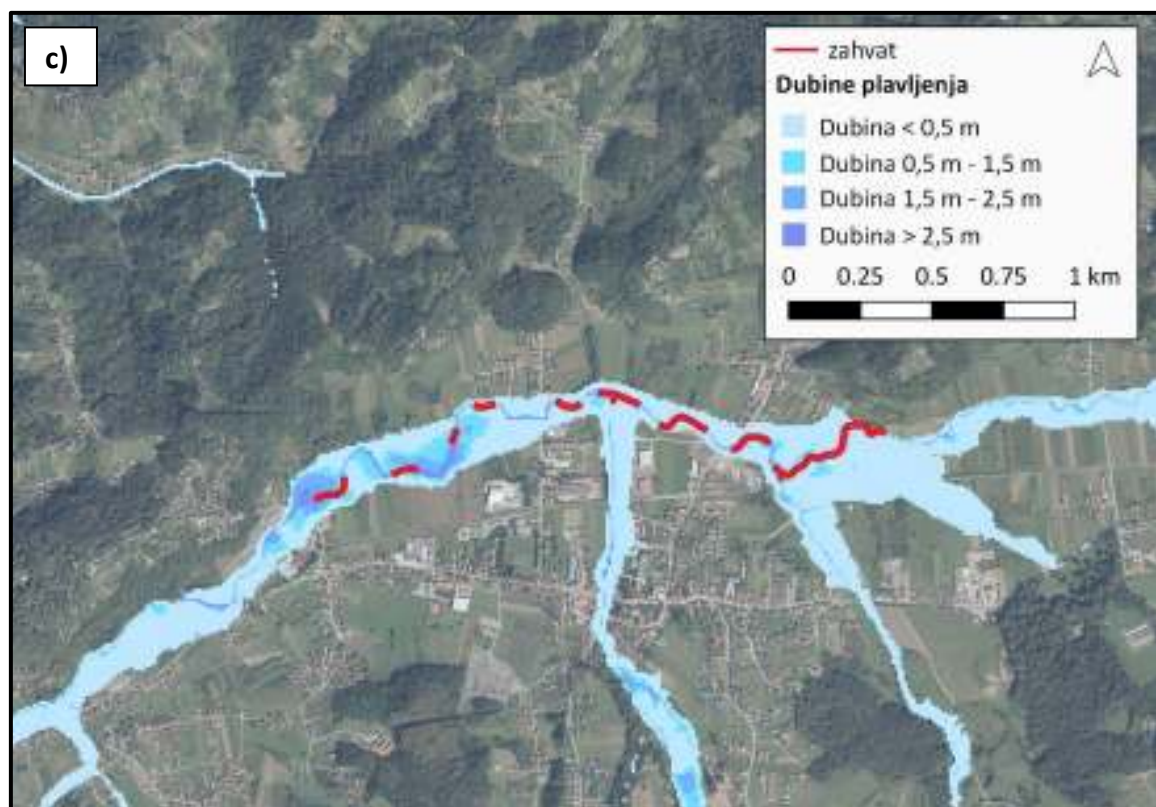 c)
zahvat
Dubine plavljenja
Dubina < 0,5 m
Dubina 0,5 m - 1,5 m
Dubina 1,5 m - 2,5 m
Dubina > 2,5 m
0 0.25 0.5 0.75 1 km